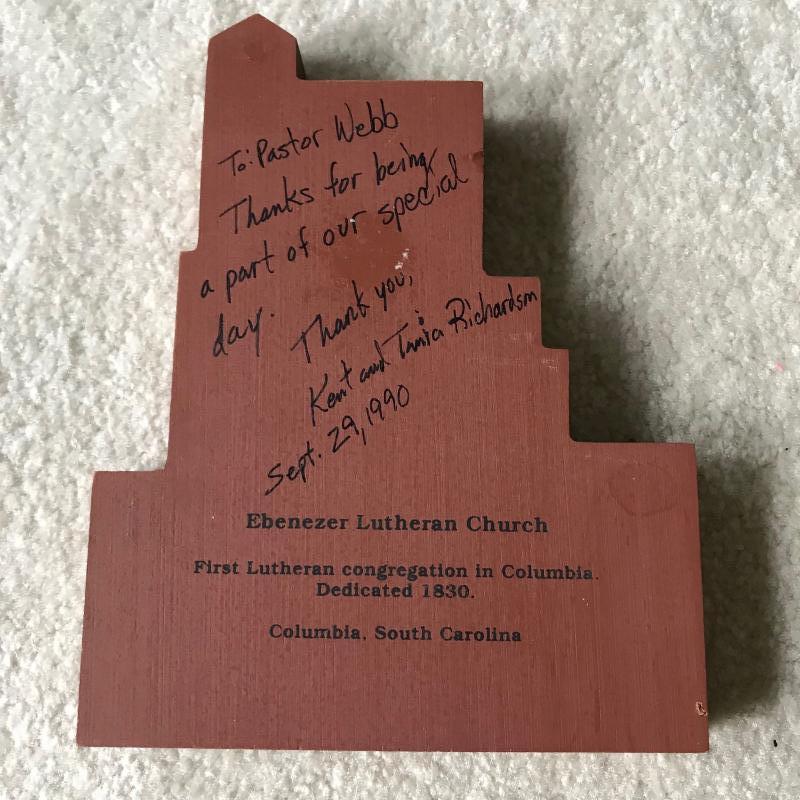 To: Pastor Webb
Thanks for being
a part of our special
day.
Thank you,
Kent and Tania Richardson
Sept. 29, 1990
Ebenezer Lutheran Church
First Lutheran congregation in Columbia.
Dedicated 1830.
Columbia, South Carolina